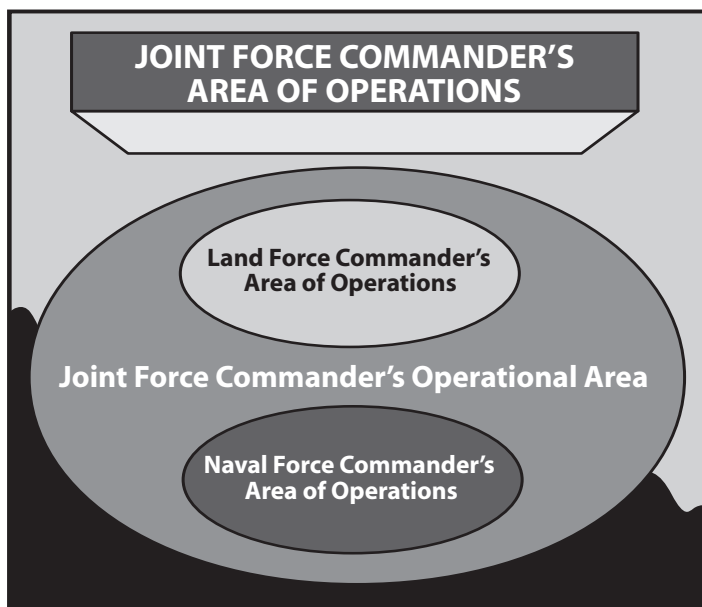 JOINT FORCE COMMANDER’S
AREA OF OPERATIONS
Land Force Commander’s
Area of Operations
Joint Force Commander’s Operational Area
Naval Force Commander’s
Area of Operations